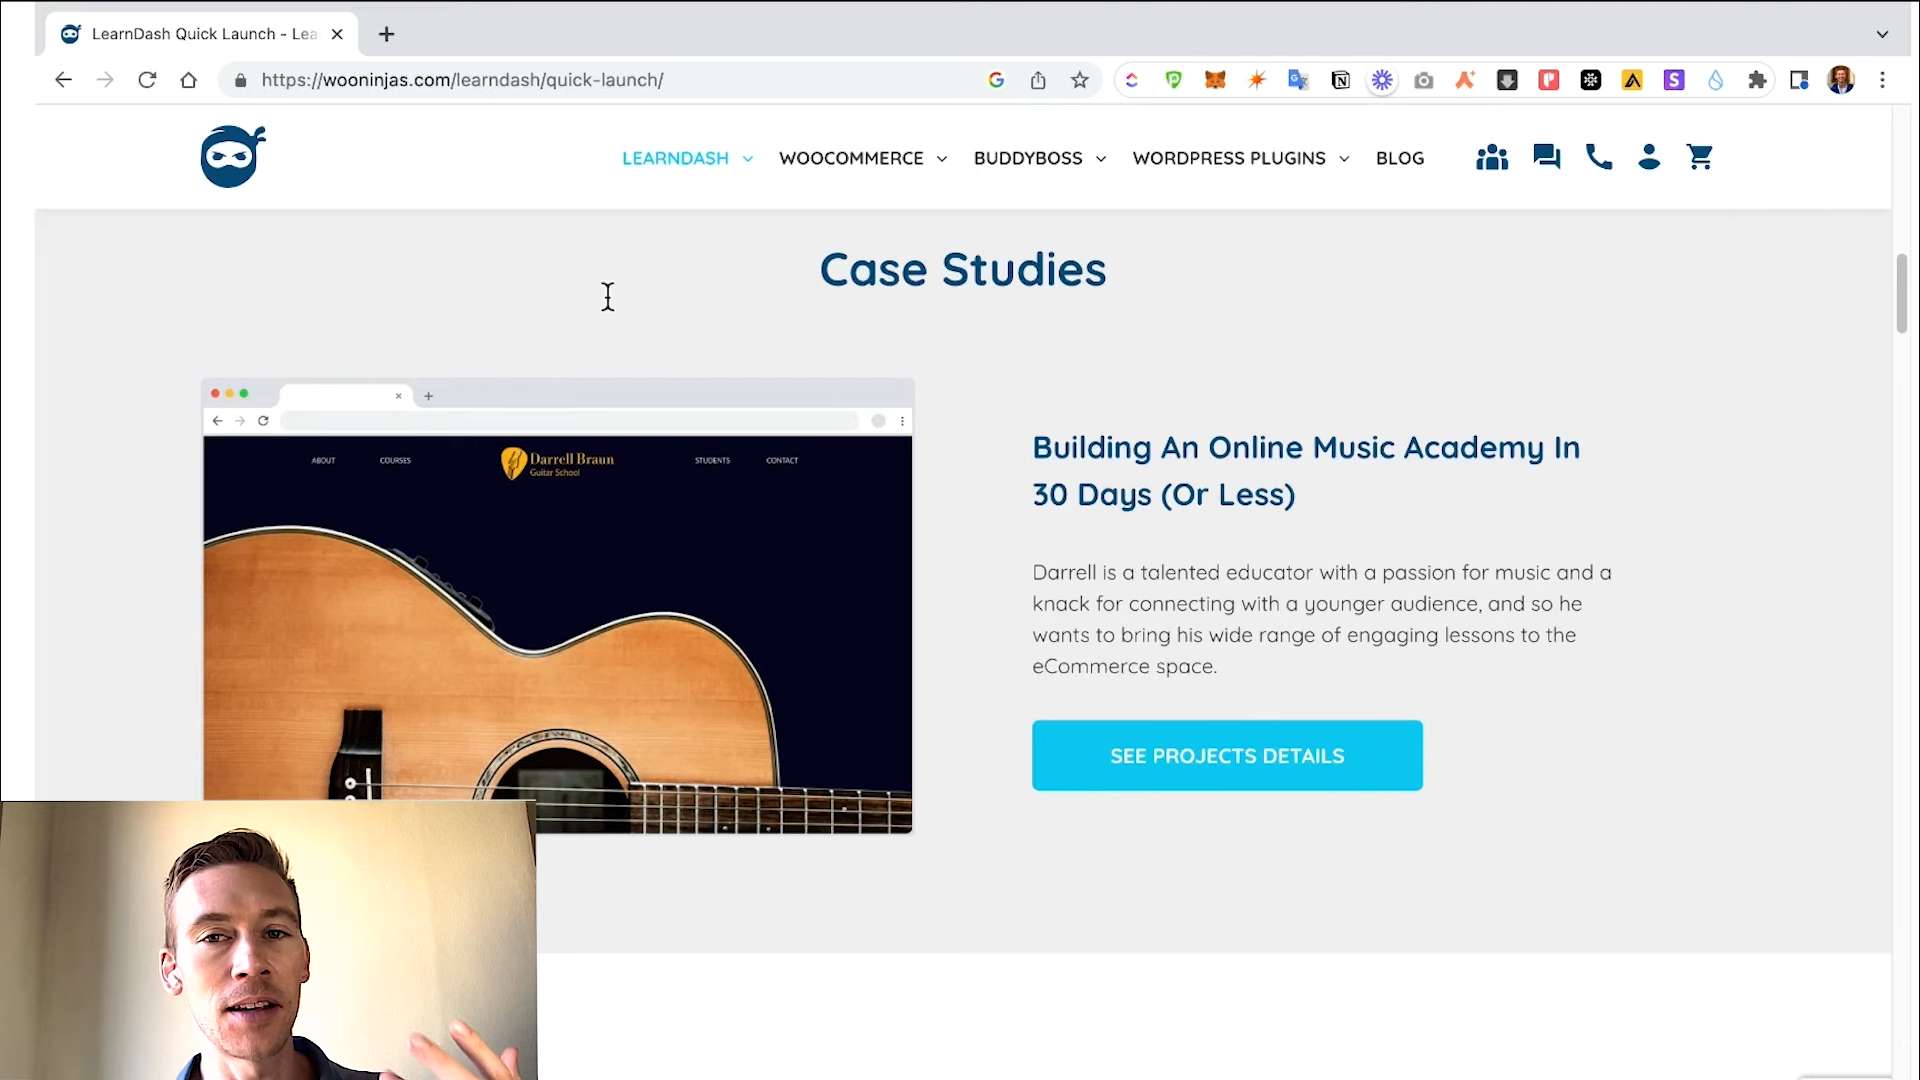 LearnDash Quick Launch - Lea
https://wooninjas.com/learndash/quick-launch/
LEARNDASH
WOOCOMMERCE
BUDDYBOSS
WORDPRESS PLUGINS
BLOG
Case Studies
ABOUT
COURSES
Darrell Braun
Guitar School
STUDENTS
CONTACT
Building An Online Music Academy In
30 Days (Or Less)
Darrell is a talented educator with a passion for music and a
knack for connecting with a younger audience, and so he
wants to bring his wide range of engaging lessons to the
eCommerce space.
SEE PROJECTS DETAILS